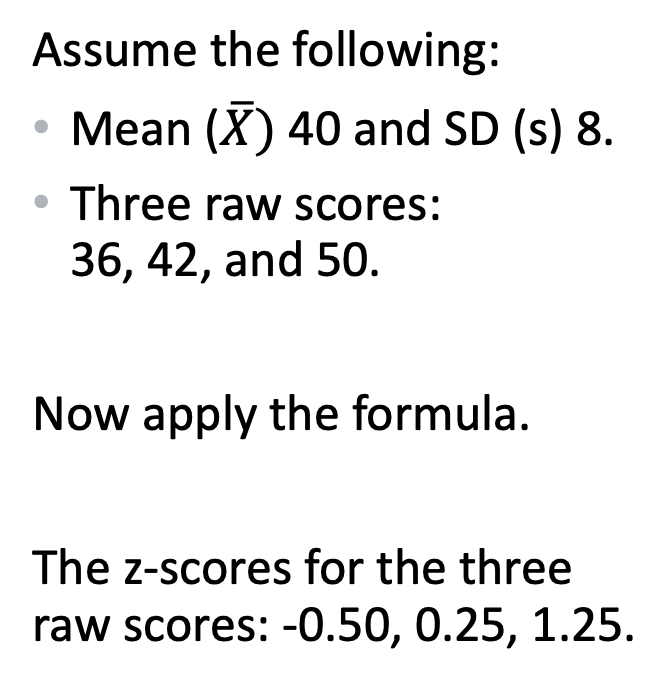 Assume the following:
• Mean (X̄) 40 and SD (s) 8.
• Three raw scores:
36, 42, and 50.
Now apply the formula.
The z-scores for the three
raw scores: -0.50, 0.25, 1.25.